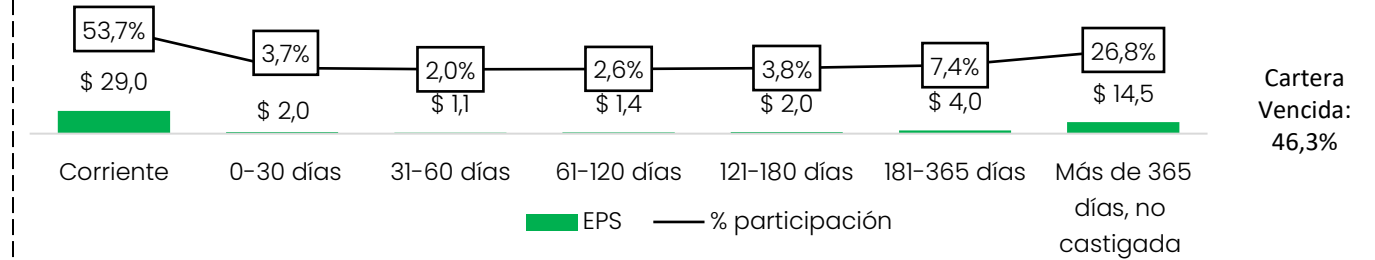 53,7%
3,7%
2,0%
2,6%
3,8%
7,4%
26,8%
$ 29,0
$ 2,0
$ 1,1
$ 1,4
$ 2,0
$ 4,0
$ 14,5
Cartera
Vencida:
46,3%
Corriente
0-30 días
31-60 días
61-120 días
121-180 días
181-365 días
Más de 365
días, no
castigada
EPS
% participación